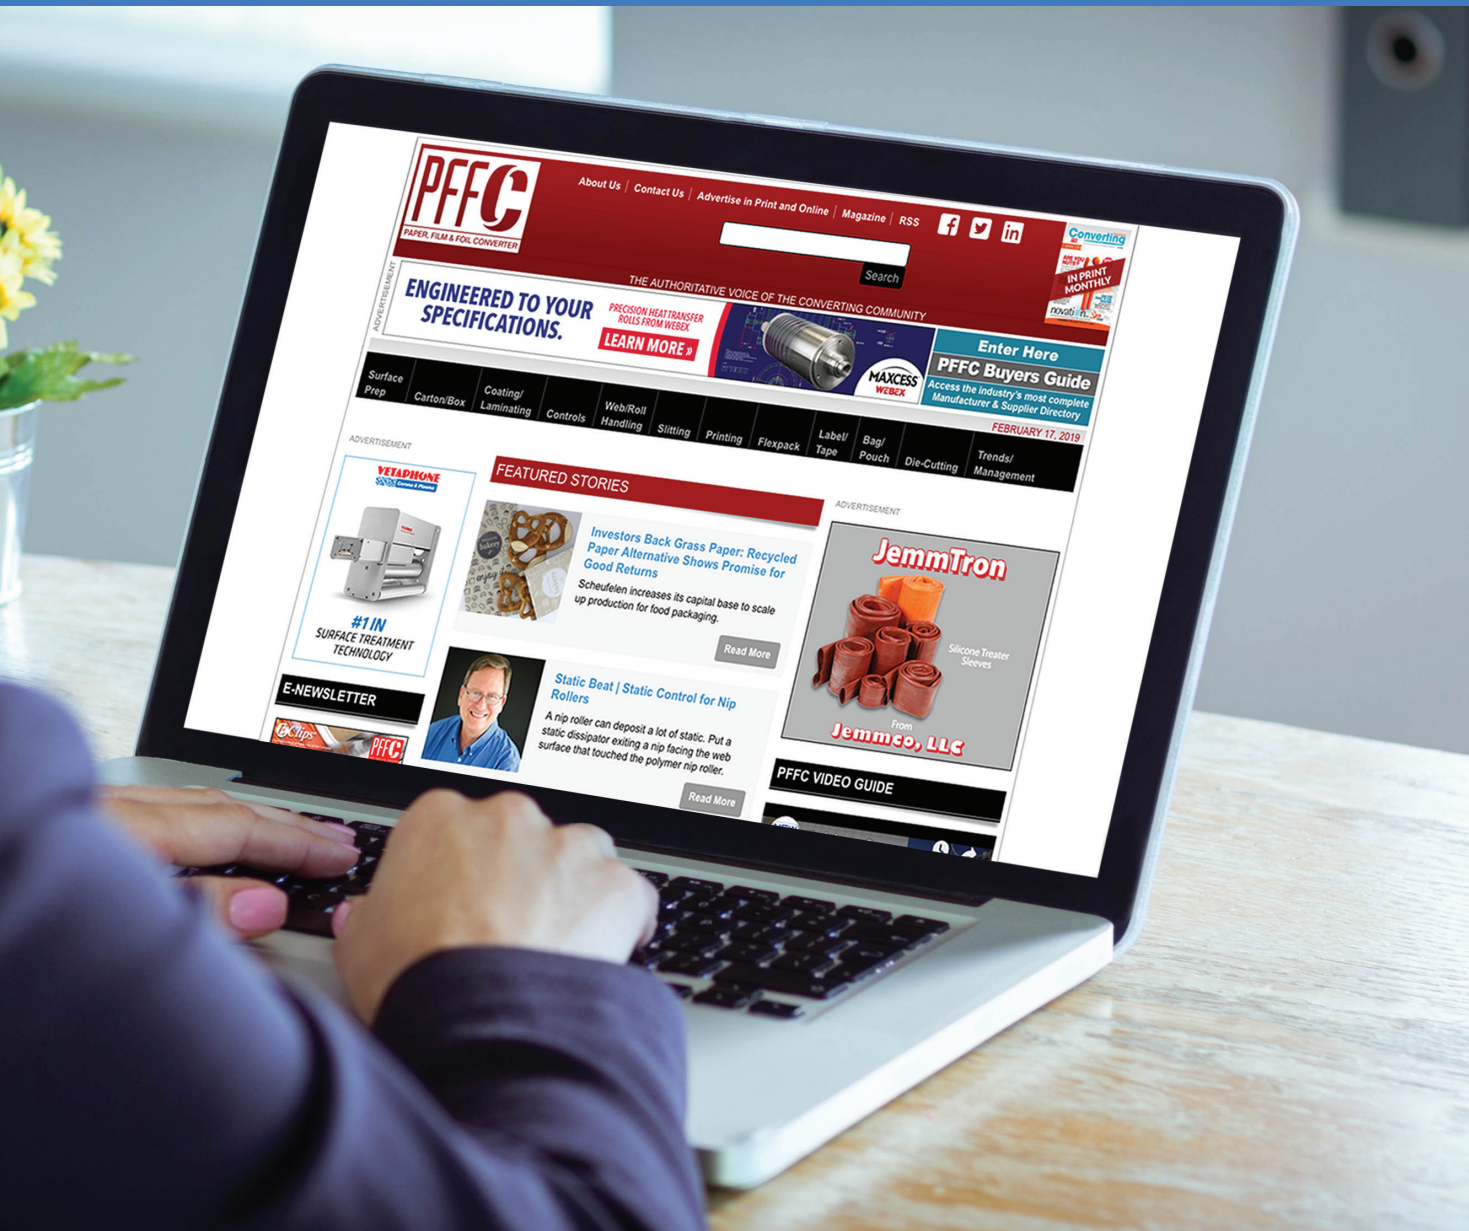 PFFC
PAPER, FILM & FOIL CONVERTER
About Us | Contact Us | Advertise in Print and Online | Magazine | RSS
Search
THE AUTHORITATIVE VOICE OF THE CONVERTING COMMUNITY
Converting
IN PRINT
MONTHLY
ADVERTISEMENT
ENGINEERED TO YOUR
SPECIFICATIONS.
PRECISION HEAT TRANSFER
ROLLS FROM WEBEX
LEARN MORE »
MAXCESS
WEBEX
Enter Here
PFFC Buyers Guide
Access the industry's most complete
Manufacturer & Supplier Directory
FEBRUARY 17, 2019
Surface
Prep
Carton/Box
Coating/
Laminating
Controls
Web/Roll
Handling
Slitting
Printing
Flexpack
Label/
Tape
Bag/
Pouch
Die-Cutting
Trends/
Management
ADVERTISEMENT
VETAPHONE
Corona & Plasma
#1 IN
SURFACE TREATMENT
TECHNOLOGY
E-NEWSLETTER
PFFC
FEATURED STORIES
bakery
enjoy
Investors Back Grass Paper: Recycled
Paper Alternative Shows Promise for
Good Returns
Scheufelen increases its capital base to scale
up production for food packaging.
Read More
Static Beat | Static Control for Nip
Rollers
A nip roller can deposit a lot of static. Put a
static dissipator exiting a nip facing the web
surface that touched the polymer nip roller.
Read More
ADVERTISEMENT
JemmTron
Silicone Treater
Sleeves
From
Jemmco, LLC
PFFC VIDEO GUIDE